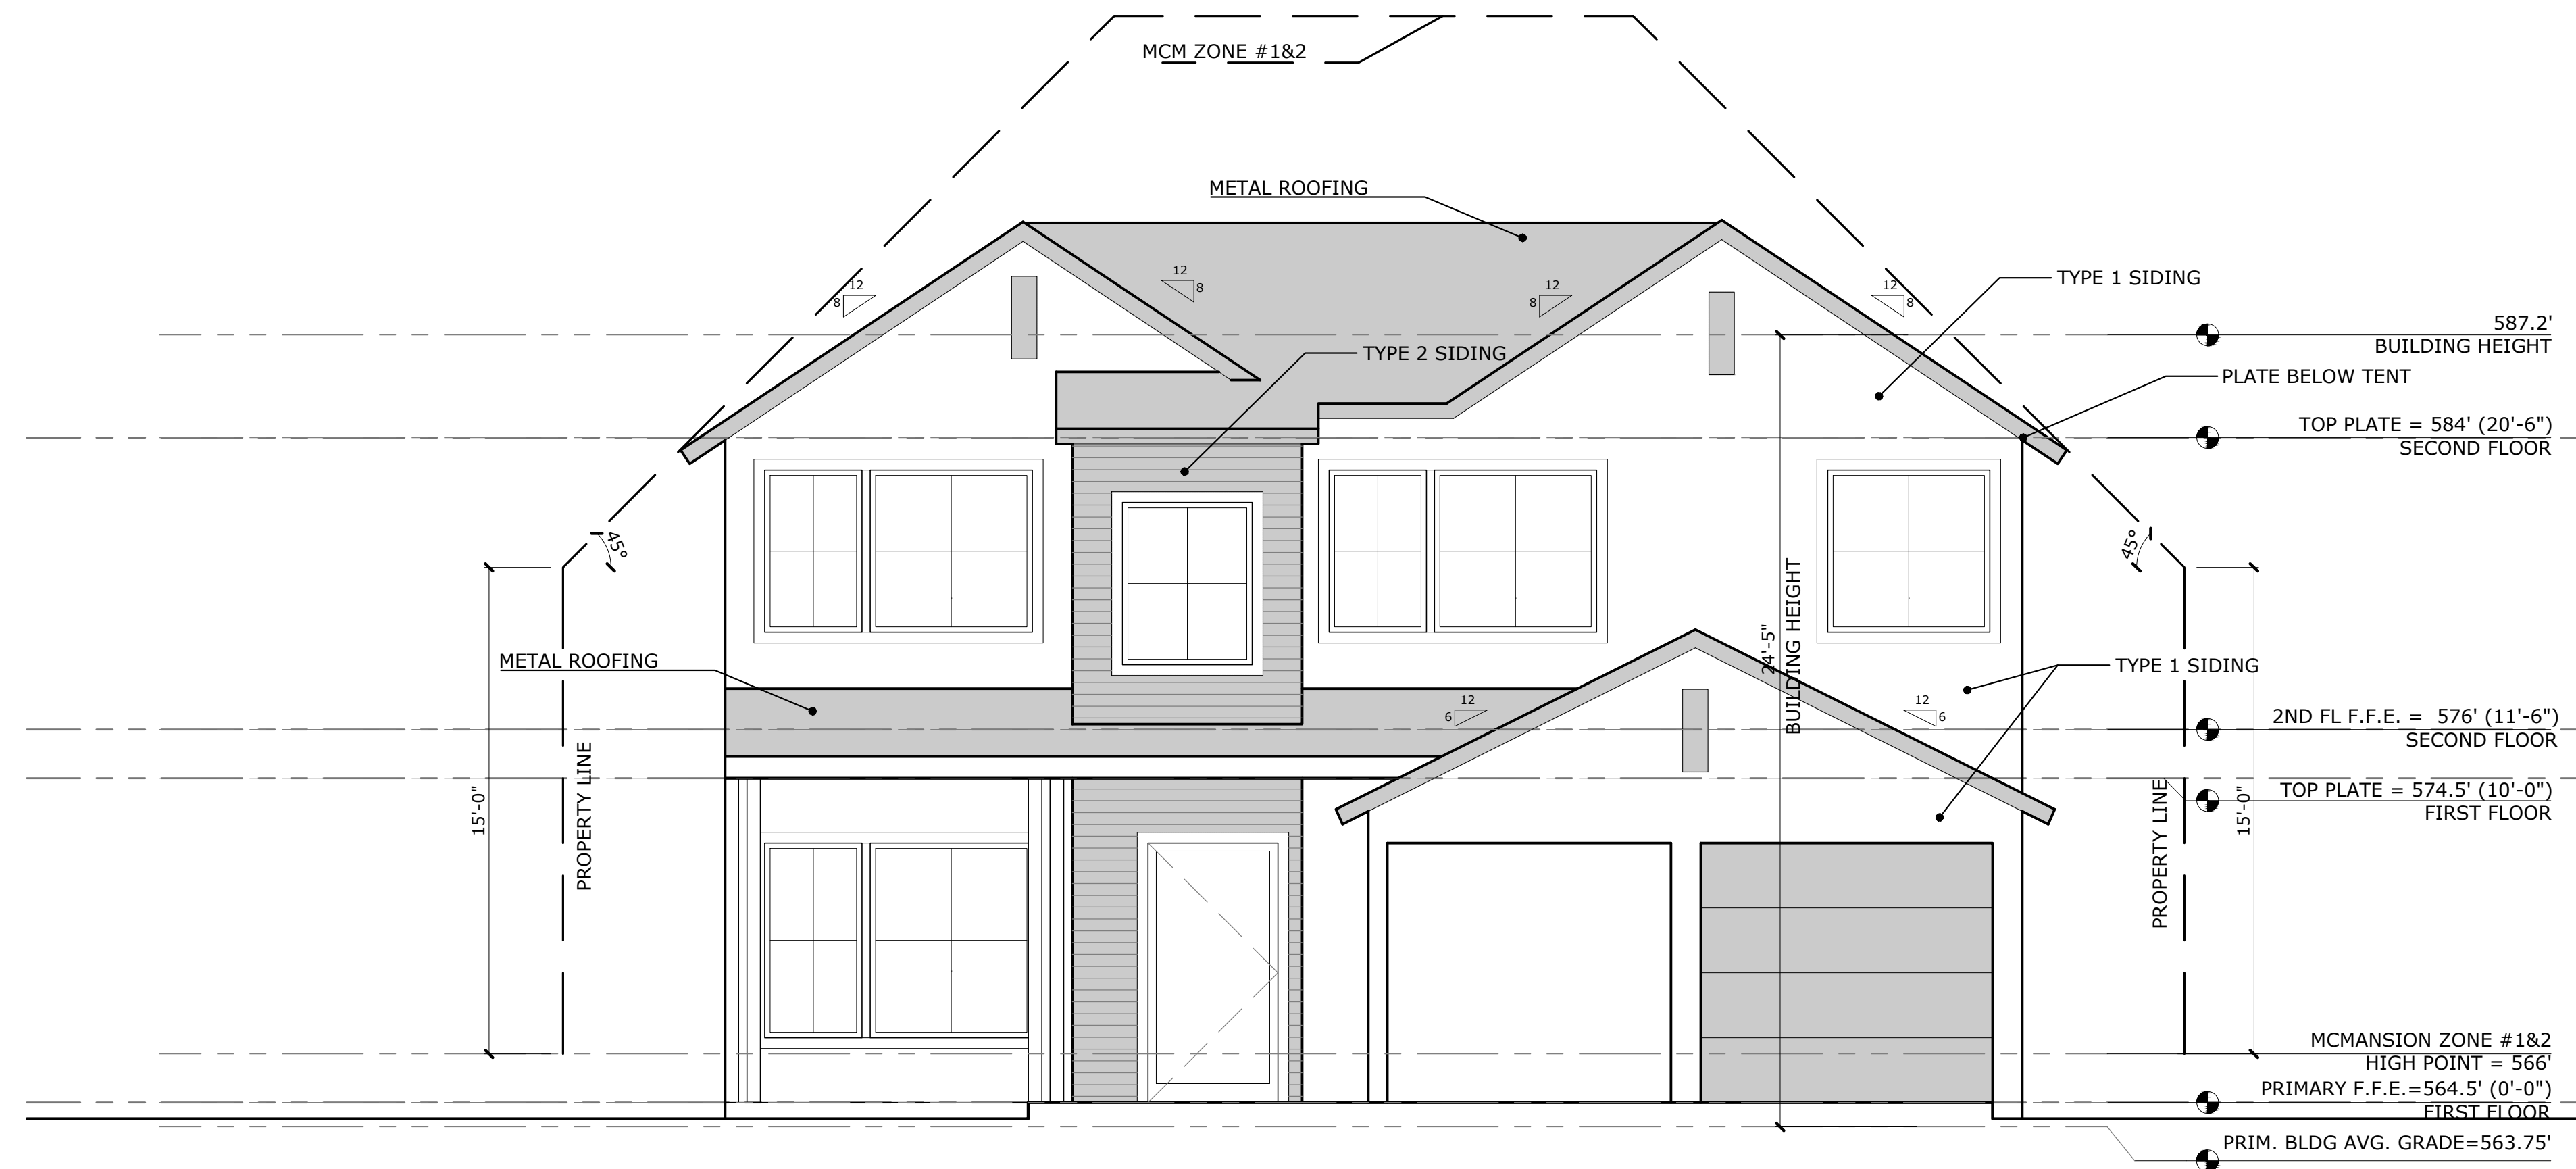 MCM ZONE #1&2
METAL ROOFING
12
8
12
8
12
8
12
8
TYPE 1 SIDING
587.2'
BUILDING HEIGHT
TYPE 2 SIDING
PLATE BELOW TENT
TOP PLATE = 584' (20'-6")
SECOND FLOOR
45°
45°
24'-5"
BUILDING HEIGHT
METAL ROOFING
TYPE 1 SIDING
12
6
12
6
2ND FL F.F.E. = 576' (11'-6")
SECOND FLOOR
15'-0"
PROPERTY LINE
PROPERTY LINE
15'-0"
TOP PLATE = 574.5' (10'-0")
FIRST FLOOR
MCMANSION ZONE #1&2
HIGH POINT = 566'
PRIMARY F.F.E.=564.5' (0'-0")
FIRST FLOOR
PRIM. BLDG AVG. GRADE=563.75'